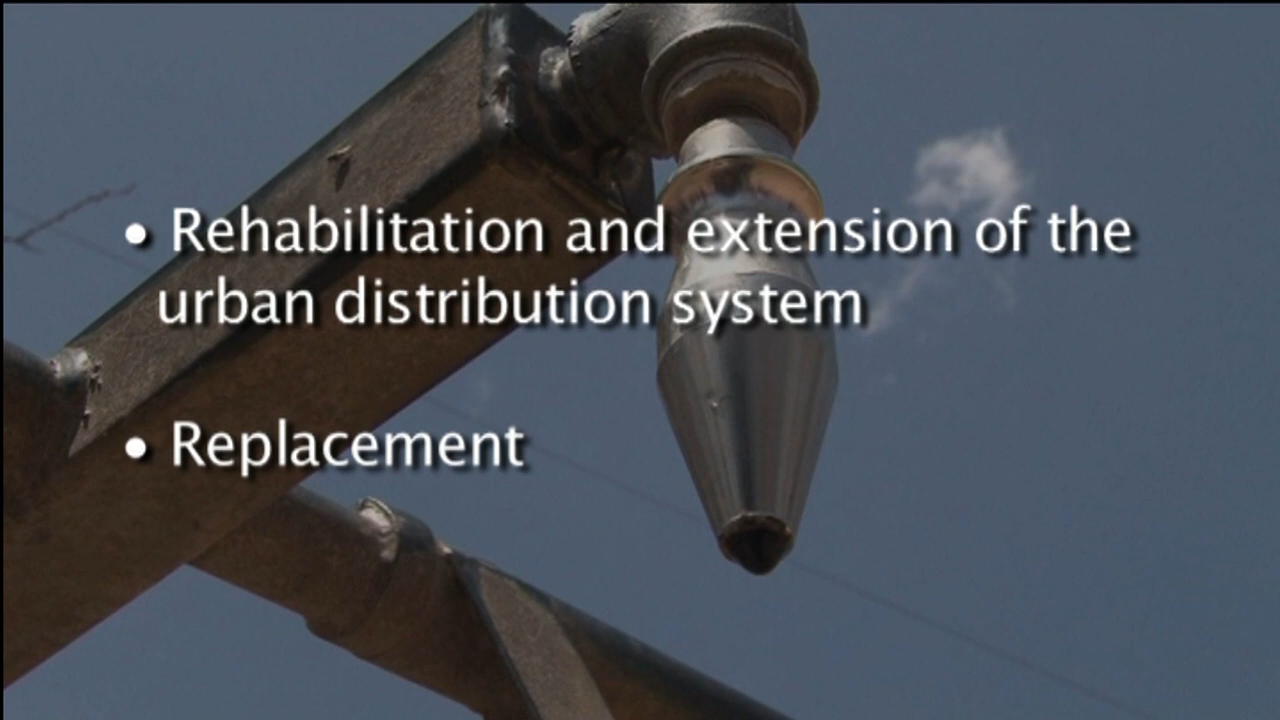 • Rehabilitation and extension of the
urban distribution system
• Replacement